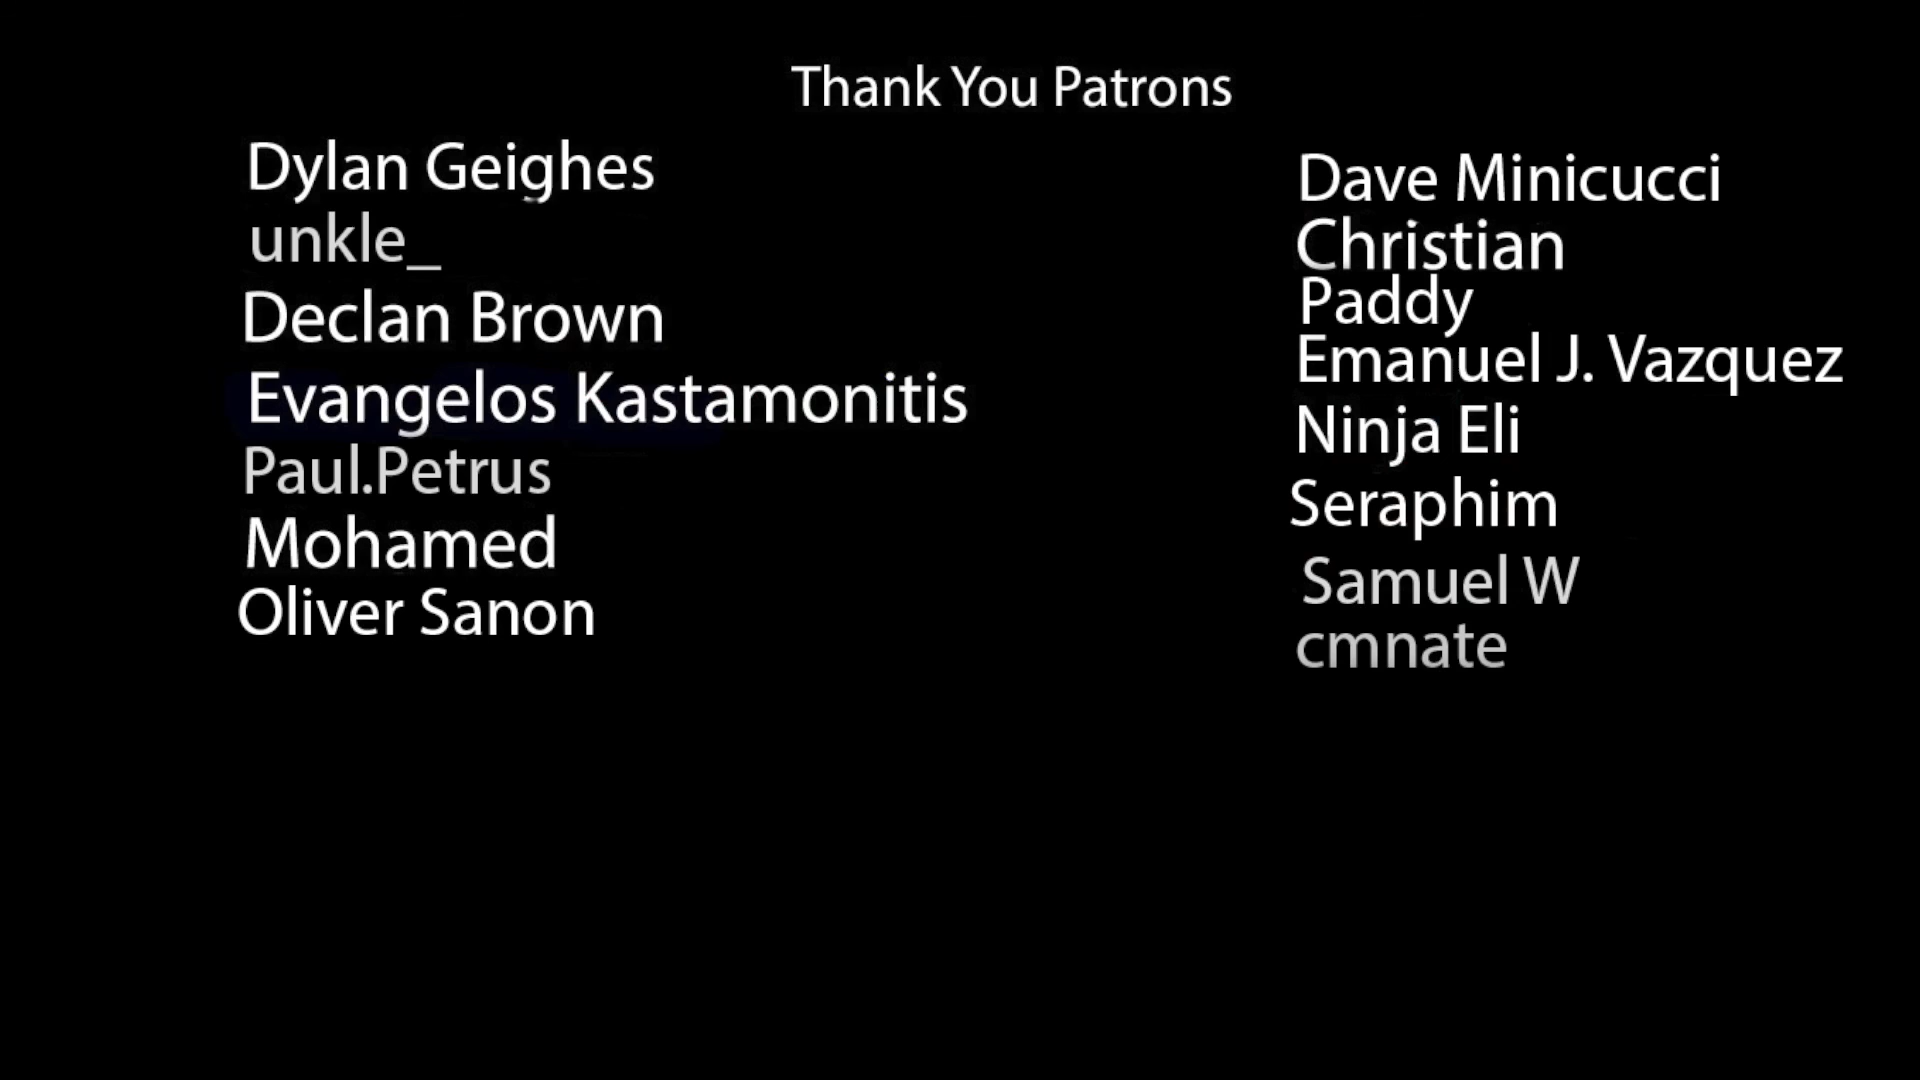 Thank You Patrons
Dylan Geighes
unkle_
Declan Brown
Evangelos Kastamonitis
Paul.Petrus
Mohamed
Oliver Sanon
Dave Minicucci
Christian
Paddy
Emanuel J. Vazquez
Ninja Eli
Seraphim
Samuel W
cmnate